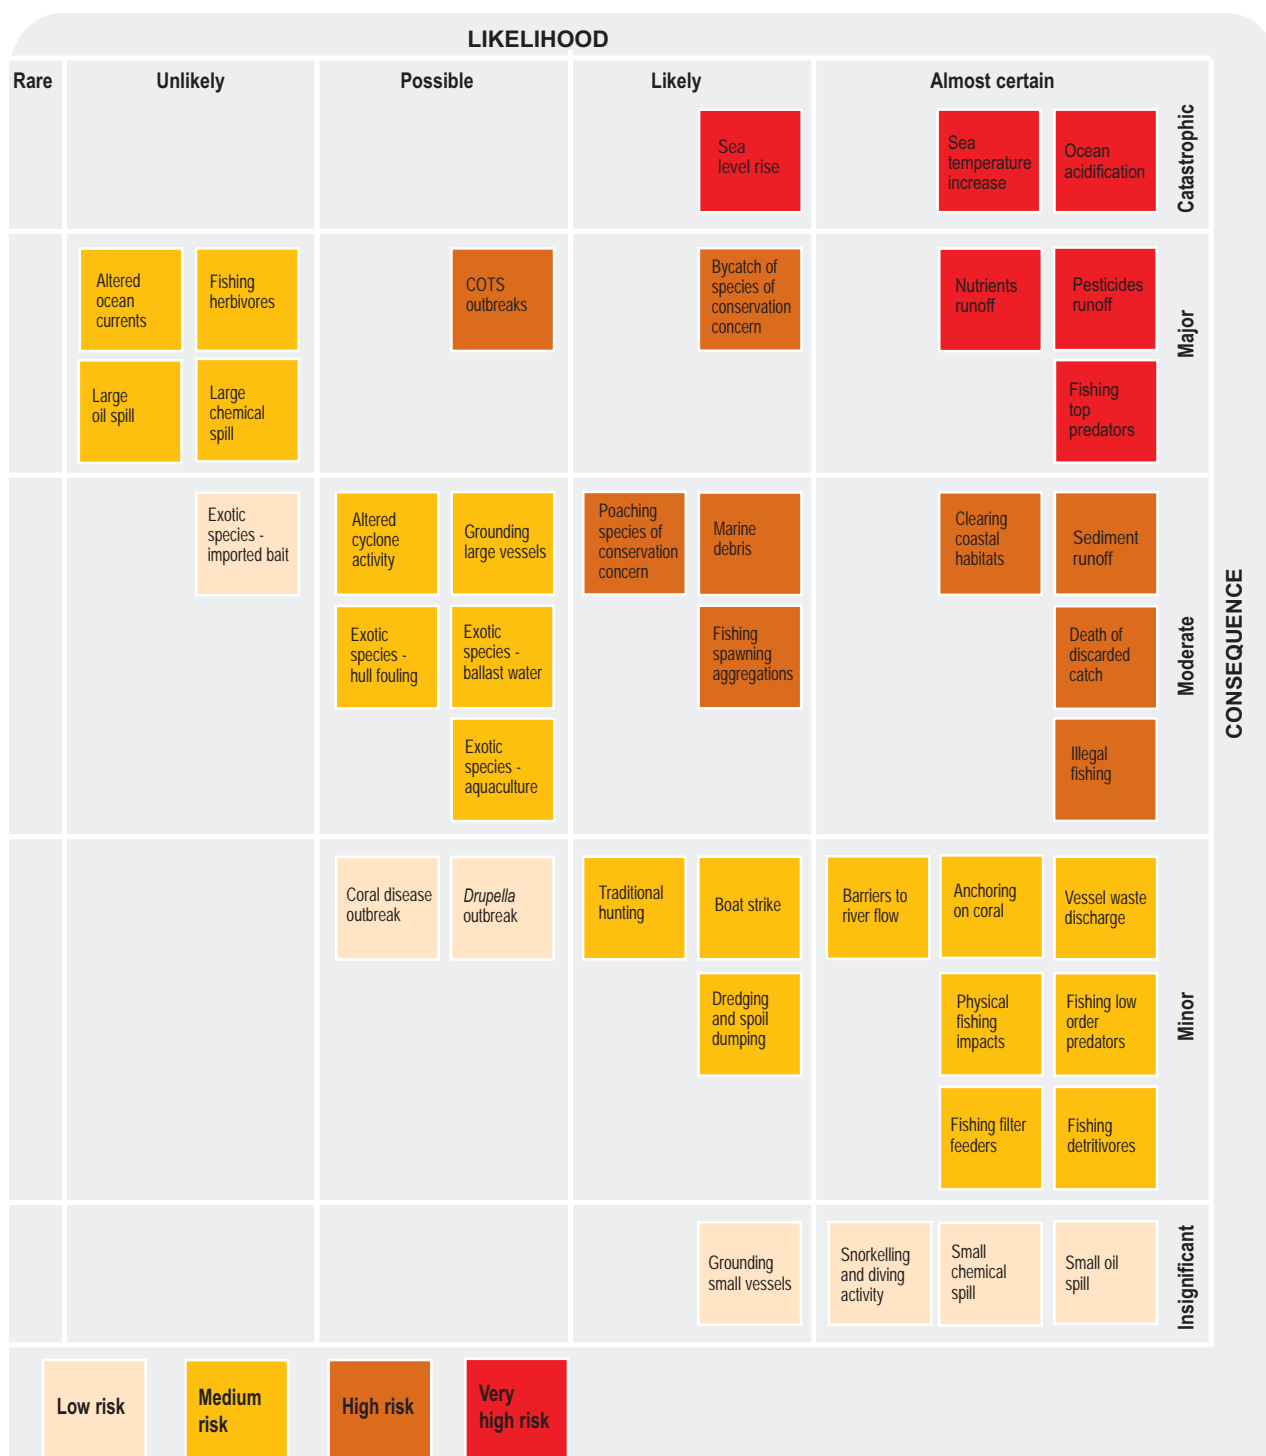 LIKELIHOOD
Rare
Unlikely
Possible
Likely
Almost certain
Catastrophic
Sea
level rise
Sea
temperature
increase
Ocean
acidification
Major
Altered
ocean
currents
Fishing
herbivores
COTS
outbreaks
Bycatch of
species of
conservation
concern
Nutrients
runoff
Pesticides
runoff
Large
oil spill
Large
chemical
spill
Fishing
top
predators
CONSEQUENCE
Moderate
Exotic
species -
imported bait
Altered
cyclone
activity
Grounding
large vessels
Poaching
species of
conservation
concern
Marine
debris
Clearing
coastal
habitats
Sediment
runoff
Exotic
species -
hull fouling
Exotic
species -
ballast water
Fishing
spawning
aggregations
Death of
discarded
catch
Exotic
species -
aquaculture
Illegal
fishing
Minor
Coral disease
outbreak
Drupella
outbreak
Traditional
hunting
Boat strike
Barriers to
river flow
Anchoring
on coral
Vessel waste
discharge
Dredging
and spoil
dumping
Physical
fishing
impacts
Fishing low
order
predators
Fishing filter
feeders
Fishing
detritivores
Insignificant
Grounding
small vessels
Snorkelling
and diving
activity
Small
chemical
spill
Small oil
spill
Low risk
Medium
risk
High risk
Very
high risk